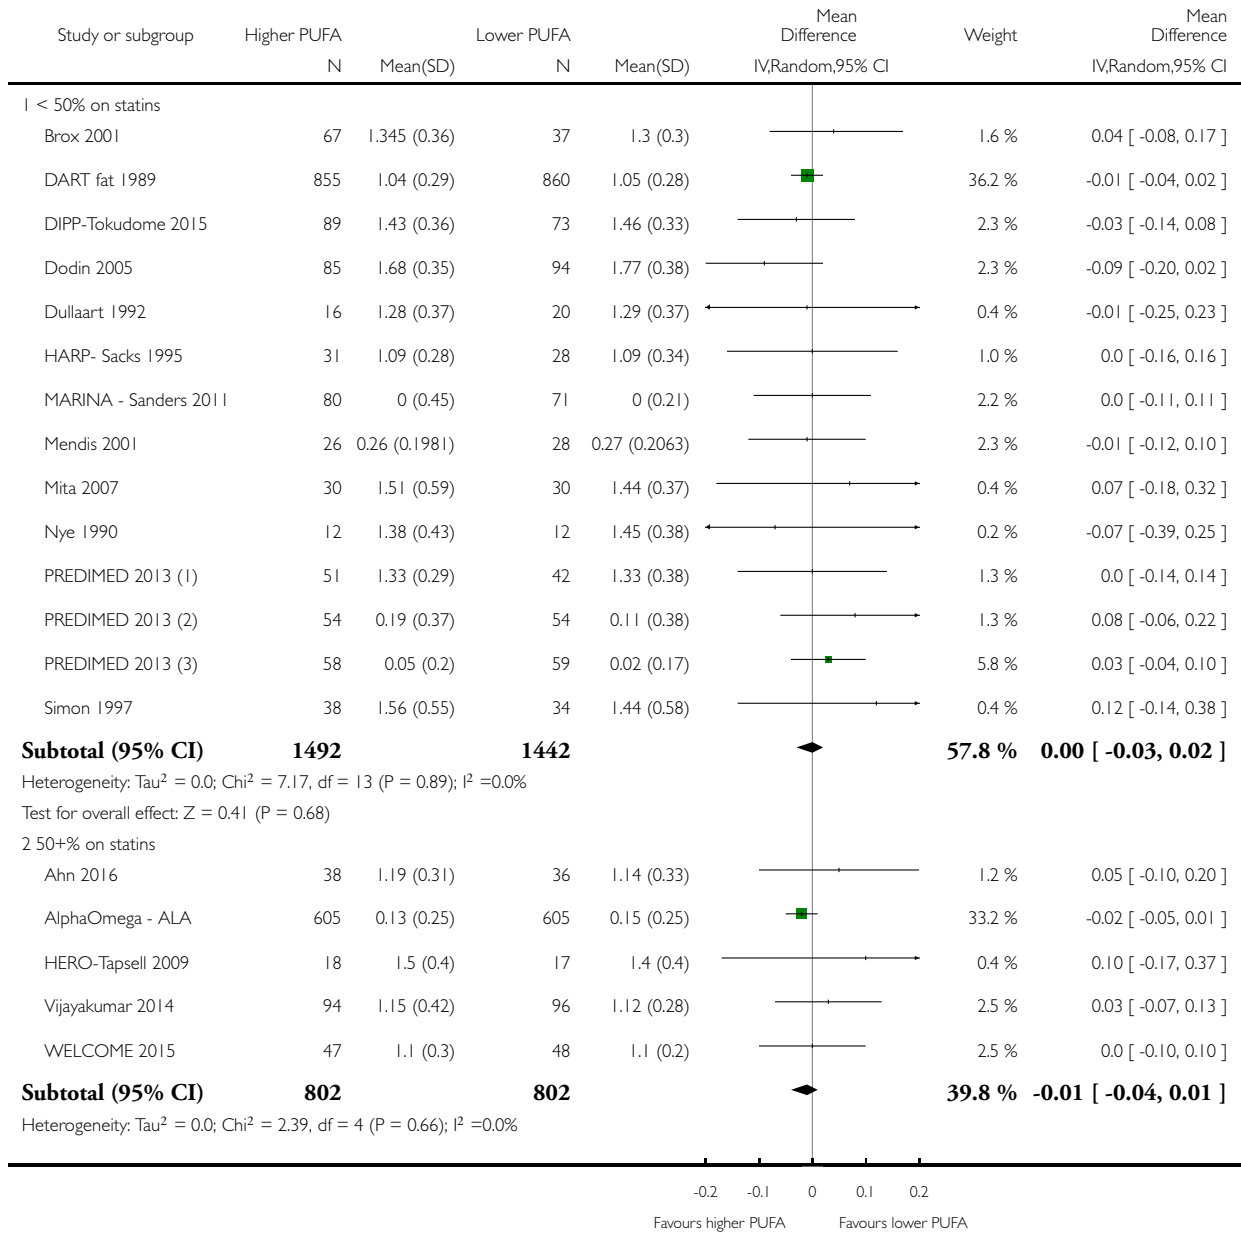 Study or subgroup Higher PUFA Lower PUFA Mean Difference Weight Mean Difference
N Mean(SD) N Mean(SD) IV,Random,95% CI IV,Random,95% CI
1 < 50% on statins
Brox 2001 67 1.345 (0.36) 37 1.3 (0.3) 1.6 % 0.04 [ -0.08, 0.17 ]
DART fat 1989 855 1.04 (0.29) 860 1.05 (0.28) 36.2 % -0.01 [ -0.04, 0.02 ]
DIPP-Tokudome 2015 89 1.43 (0.36) 73 1.46 (0.33) 2.3 % -0.03 [ -0.14, 0.08 ]
Dodin 2005 85 1.68 (0.35) 94 1.77 (0.38) 2.3 % -0.09 [ -0.20, 0.02 ]
Dullaart 1992 16 1.28 (0.37) 20 1.29 (0.37) 0.4 % -0.01 [ -0.25, 0.23 ]
HARP- Sacks 1995 31 1.09 (0.28) 28 1.09 (0.34) 1.0 % 0.0 [ -0.16, 0.16 ]
MARINA - Sanders 2011 80 0 (0.45) 71 0 (0.21) 2.2 % 0.0 [ -0.11, 0.11 ]
Mendis 2001 26 0.26 (0.1981) 28 0.27 (0.2063) 2.3 % -0.01 [ -0.12, 0.10 ]
Mita 2007 30 1.51 (0.59) 30 1.44 (0.37) 0.4 % 0.07 [ -0.18, 0.32 ]
Nye 1990 12 1.38 (0.43) 12 1.45 (0.38) 0.2 % -0.07 [ -0.39, 0.25 ]
PREDIMED 2013 (1) 51 1.33 (0.29) 42 1.33 (0.38) 1.3 % 0.0 [ -0.14, 0.14 ]
PREDIMED 2013 (2) 54 0.19 (0.37) 54 0.11 (0.38) 1.3 % 0.08 [ -0.06, 0.22 ]
PREDIMED 2013 (3) 58 0.05 (0.2) 59 0.02 (0.17) 5.8 % 0.03 [ -0.04, 0.10 ]
Simon 1997 38 1.56 (0.55) 34 1.44 (0.58) 0.4 % 0.12 [ -0.14, 0.38 ]
Subtotal (95% CI) 1492 1442 57.8 % 0.00 [ -0.03, 0.02 ]
Heterogeneity: Tau² = 0.0; Chi² = 7.17, df = 13 (P = 0.89); I² =0.0%
Test for overall effect: Z = 0.41 (P = 0.68)
2 50+% on statins
Ahn 2016 38 1.19 (0.31) 36 1.14 (0.33) 1.2 % 0.05 [ -0.10, 0.20 ]
AlphaOmega - ALA 605 0.13 (0.25) 605 0.15 (0.25) 33.2 % -0.02 [ -0.05, 0.01 ]
HERO-Tapsell 2009 18 1.5 (0.4) 17 1.4 (0.4) 0.4 % 0.10 [ -0.17, 0.37 ]
Vijayakumar 2014 94 1.15 (0.42) 96 1.12 (0.28) 2.5 % 0.03 [ -0.07, 0.13 ]
WELCOME 2015 47 1.1 (0.3) 48 1.1 (0.2) 2.5 % 0.0 [ -0.10, 0.10 ]
Subtotal (95% CI) 802 802 39.8 % -0.01 [ -0.04, 0.01 ]
Heterogeneity: Tau² = 0.0; Chi² = 2.39, df = 4 (P = 0.66); I² =0.0%
-0.2 -0.1 0 0.1 0.2
Favours higher PUFA Favours lower PUFA